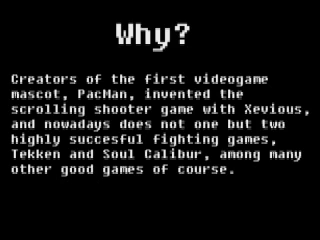 Why?
Creators of the first videogame
mascot, PacMan, invented the
scrolling shooter game with Xevious,
and nowadays does not one but two
highly succesful fighting games,
Tekken and Soul Calibur, among many
other good games of course.